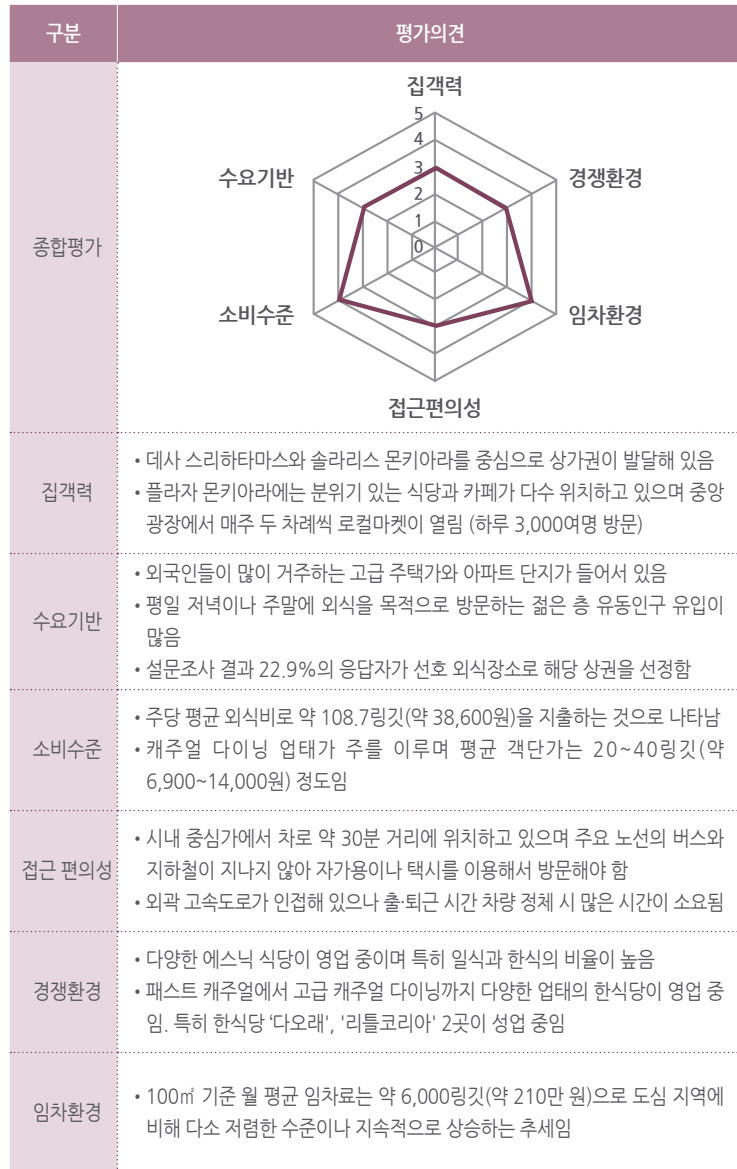 구분
평가의견
종합평가
집객력
5
4
3
2
1
0
수요기반
경쟁환경
소비수준
임차환경
접근편의성
집객력
• 데사 스리하타마스와 솔라리스 몬키아라를 중심으로 상가권이 발달해 있음
• 플라자 몬키아라에는 분위기 있는 식당과 카페가 다수 위치하고 있으며 중앙
광장에서 매주 두 차례씩 로컬마켓이 열림 (하루 3,000여명 방문)
수요기반
• 외국인들이 많이 거주하는 고급 주택가와 아파트 단지가 들어서 있음
• 평일 저녁이나 주말에 외식을 목적으로 방문하는 젊은 층 유동인구 유입이
많음
• 설문조사 결과 22.9%의 응답자가 선호 외식장소로 해당 상권을 선정함
소비수준
• 주당 평균 외식비로 약 108.7링깃(약 38,600원)을 지출하는 것으로 나타남
• 캐주얼 다이닝 업태가 주를 이루며 평균 객단가는 20~40링깃(약
6,900~14,000원) 정도임
접근 편의성
• 시내 중심가에서 차로 약 30분 거리에 위치하고 있으며 주요 노선의 버스와
지하철이 지나지 않아 자가용이나 택시를 이용해서 방문해야 함
• 외곽 고속도로가 인접해 있으나 출·퇴근 시간 차량 정체 시 많은 시간이 소요됨
경쟁환경
• 다양한 에스닉 식당이 영업 중이며 특히 일식과 한식의 비율이 높음
• 패스트 캐주얼에서 고급 캐주얼 다이닝까지 다양한 업태의 한식당이 영업 중
임. 특히 한식당 '다오래', '리틀코리아' 2곳이 성업 중임
임차환경
• 100㎡ 기준 월 평균 임차료는 약 6,000링깃(약 210만 원)으로 도심 지역에
비해 다소 저렴한 수준이나 지속적으로 상승하는 추세임